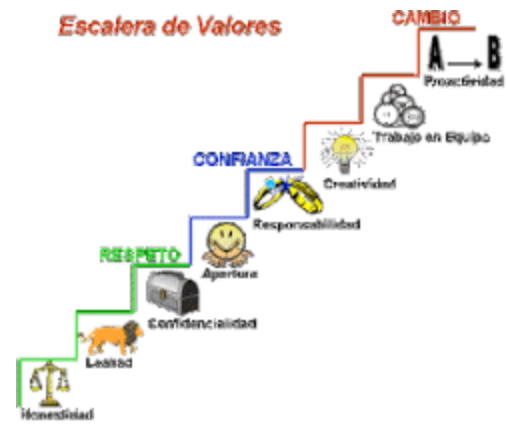 Escalera de Valores
CAMBIO
A B
Proactividad
Trabajo en Equipo
Creatividad
CONFIANZA
Responsabilidad
RESPETO
Apertura
Confidencialidad
Lealtad
Honestidad